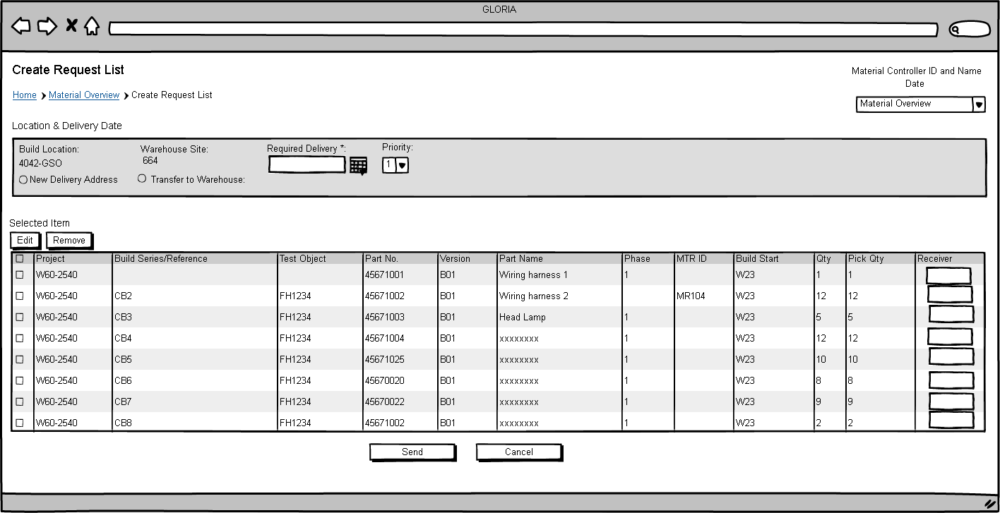 GLORIA
Create Request List
Material Controller ID and Name
Date
Home Material Overview Create Request List
Material Overview
Location & Delivery Date
Build Location: Warehouse Site: Required Delivery *: Priority:
4042-GSO 664 1
New Delivery Address Transfer to Warehouse:
Selected Item
Edit Remove
Project Build Series/Reference Test Object Part No. Version Part Name Phase MTR ID Build Start Qty Pick Qty Receiver
W60-2540 45671001 B01 Wiring harness 1 1 W23 1 1
W60-2540 CB2 FH1234 45671002 B01 Wiring harness 2 MR104 W23 12 12
W60-2540 CB3 FH1234 45671003 B01 Head Lamp 1 W23 5 5
W60-2540 CB4 FH1234 45671004 B01 xxxxxxxx 1 W23 12 12
W60-2540 CB5 FH1234 45671025 B01 xxxxxxxx 1 W23 10 10
W60-2540 CB6 FH1234 45670020 B01 xxxxxxxx 1 W23 8 8
W60-2540 CB7 FH1234 45670022 B01 xxxxxxxx 1 W23 9 9
W60-2540 CB8 FH1234 45671002 B01 xxxxxxxx 1 W23 2 2
Send Cancel